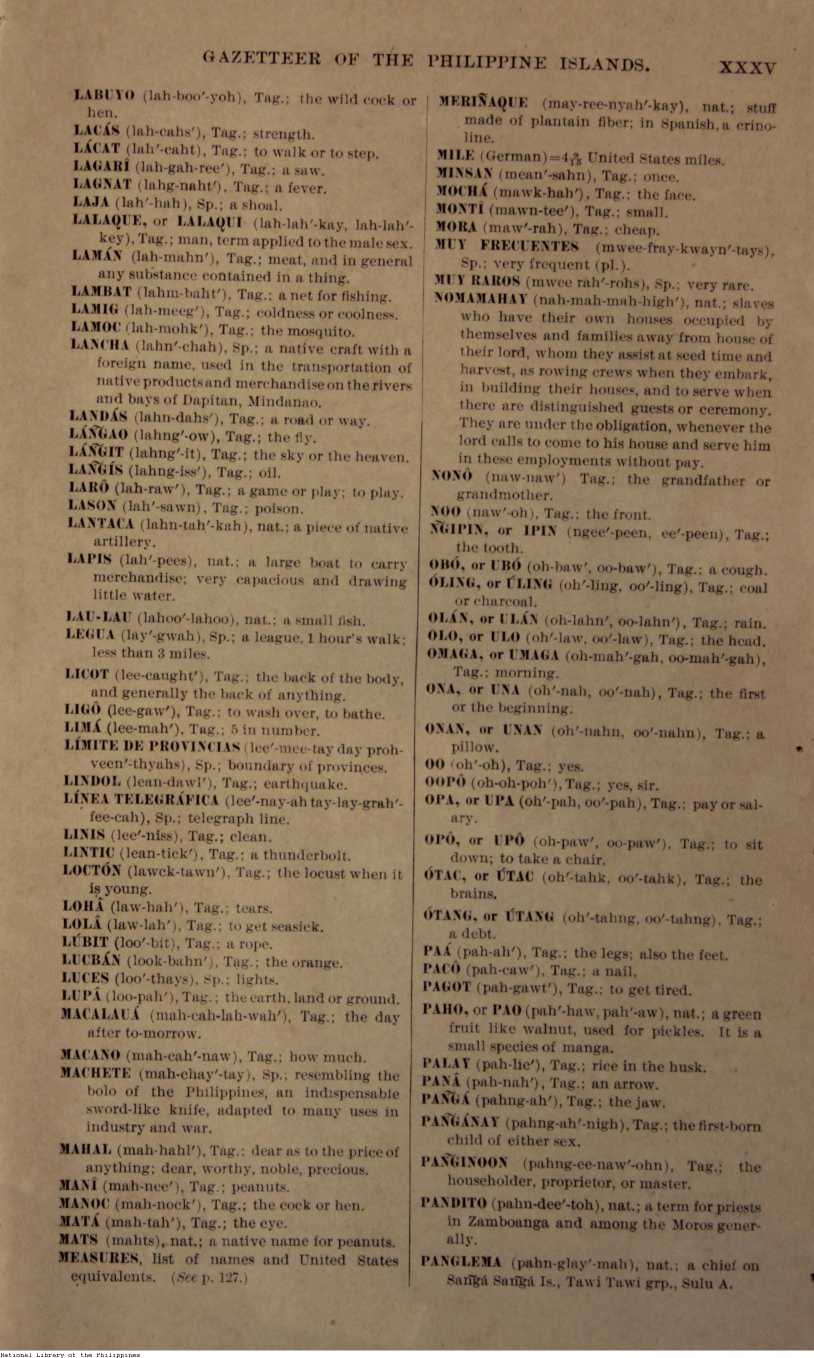 GAZETTEER OF THE PHILIPPINE ISLANDS. XXXV
LABUYO (lah-boo′-yoh), Tag.; the wild cock or
hen.
LACÁS (lah-cahs′), Tag.; strength.
LÁCAT (lah′-caht), Tag.; to walk or to step.
LAGARÎ (lah-gah-ree′), Tag.; a saw.
LAGNAT (lahg-naht′), Tag.; a fever.
LAJA (lah′-hah), Sp.; a shoal.
LALAQUE, or LALAQUI (lah-lah′-kay, lah-lah′-
key), Tag.; man, term applied to the male sex.
LAMÁN (lah-mahn′), Tag.; meat, and in general
any substance contained in a thing.
LAMBAT (lahm-baht′), Tag.; a net for fishing.
LAMIG (lah-meeg′), Tag.; coldness or coolness.
LAMOC (lah-mohk′), Tag.; the mosquito.
LANCHA (lahn′-chah), Sp.; a native craft with a
foreign name, used in the transportation of
native products and merchandise on the rivers
and bays of Dapitan, Mindanao.
LANDÁS (lahn-dahs′), Tag.; a road or way.
LÁÑGAO (lahng′-ow), Tag.; the fly.
LÁÑGIT (lahng′-it), Tag.; the sky or the heaven.
LAÑGÍS (lahng-iss′), Tag.; oil.
LARÔ (lah-raw′), Tag.; a game or play; to play.
LASON (lah′-sawn), Tag.; poison.
LANTACA (lahn-tah′-kah), nat.; a piece of native
artillery.
LAPIS (lah′-pees), nat.; a large boat to carry
merchandise; very capacious and drawing
little water.
LAU-LAU (lahoo′-lahoo), nat.; a small fish.
LEGUA (lay′-gwah), Sp.; a league, 1 hour's walk;
less than 3 miles.
LICOT (lee-caught′), Tag.; the back of the body,
and generally the back of anything.
LIGÔ (lee-gaw′), Tag.; to wash over, to bathe.
LIMÁ (lee-mah′), Tag.; 5 in number.
LÍMITE DE PROVINCIAS (lee′-mee-tay day proh-
veen′-thyahs), Sp.; boundary of provinces.
LINDOL (lean-dawl′), Tag.; earthquake.
LÍNEA TELEGRÁFICA (lee′-nay-ah tay-lay-grah′-
fee-cah), Sp.; telegraph line.
LINIS (lee′-niss), Tag.; clean.
LINTIC (lean-tick′), Tag.; a thunderbolt.
LOCTÓN (lawck-tawn′), Tag.; the locust when it
is young.
LOHÂ (law-hah′), Tag.; tears.
LOLÂ (law-lah′), Tag.; to get seasick.
LÚBIT (loo′-bit), Tag.; a rope.
LUCBÁN (look-bahn′), Tag.; the orange.
LUCES (loo′-thays), Sp.; lights.
LUPÂ (loo-pah′), Tag.; the earth, land or ground.
MACALAUÁ (mah-cah-lah-wah′), Tag.; the day
after to-morrow.
MACANO (mah-cah′-naw), Tag.; how much.
MACHETE (mah-chay′-tay), Sp.; resembling the
bolo of the Philippines, an indispensable
sword-like knife, adapted to many uses in
industry and war.
MAHAL (mah-hahl′), Tag.; dear as to the price of
anything; dear, worthy, noble, precious.
MANÎ (mah-nee′), Tag.; peanuts.
MANOC (mah-nock′), Tag.; the cock or hen.
MATÁ (mah-tah′), Tag.; the eye.
MATS (mahts), nat.; a native name for peanuts.
MEASURES, list of names and United States
equivalents. (See p. 127.)
MERIÑAQUE (may-ree-nyah′-kay), nat.; stuff
made of plantain fiber; in Spanish, a crino-
line.
MILE (German)=4 6/10 United States miles.
MINSAN (mean′-sahn), Tag.; once.
MOCHÁ (mawk-hah′), Tag.; the face.
MONTÎ (mawn-tee′), Tag.; small.
MORA (maw′-rah), Tag.; cheap.
MUY FRECUENTES (mwee-fray-kwayn′-tays),
Sp.; very frequent (pl.).
MUY RAROS (mwee rah′-rohs), Sp.; very rare.
NOMAMAHAY (nah-mah-mah-high′), nat.; slaves
who have their own houses occupied by
themselves and families away from house of
their lord, whom they assist at seed time and
harvest, as rowing crews when they embark,
in building their houses, and to serve when
there are distinguished guests or ceremony.
They are under the obligation, whenever the
lord calls to come to his house and serve him
in these employments without pay.
NONÔ (naw-naw′) Tag.; the grandfather or
grandmother.
NOO (naw′-oh), Tag.; the front.
ÑGIPIN, or IPIN (ngee′-peen, ee′-peen), Tag.;
the tooth.
OBÓ, or UBÓ (oh-baw′, oo-baw′), Tag.; a cough.
ÓLING, or ÚLING (oh′-ling, oo′-ling), Tag.; coal
or charcoal.
OLÁN, or ULÁN (oh-lahn′, oo-lahn′), Tag.; rain.
OLO, or ULO (oh′-law, oo′-law), Tag.; the head.
OMAGA, or UMAGA (oh-mah′-gah, oo-mah′-gah),
Tag.; morning.
ONA, or UNA (oh′-nah, oo′-nah), Tag.; the first
or the beginning.
ONAN, or UNAN (oh′-nahn, oo′-nahn), Tag.; a
pillow.
OO (oh′-oh), Tag.; yes.
OOPÓ (oh-oh-poh′), Tag.; yes, sir.
OPA, or UPA (oh′-pah, oo′-pah), Tag.; pay or sal-
ary.
OPÔ, or UPÔ (oh-paw′, oo-paw′), Tag.; to sit
down; to take a chair.
ÓTAC, or ÚTAC (oh′-tahk, oo′-tahk), Tag.; the
brains.
ÓTANG, or ÚTANG (oh′-tahng, oo′-tahng), Tag.;
a debt.
PAÁ (pah-ah′), Tag.; the legs; also the feet.
PACÔ (pah-caw′), Tag.; a nail.
PAGOT (pah-gawt′), Tag.; to get tired.
PAHO, or PAO (pah′-haw, pah′-aw), nat.; a green
fruit like walnut, used for pickles. It is a
small species of manga.
PALAY (pah-lie′), Tag.; rice in the husk.
PANÂ (pah-nah′), Tag.; an arrow.
PAÑGÁ (pahng-ah′), Tag.; the jaw.
PAÑGÁNAY (pahng-ah′-nigh), Tag.; the first-born
child of either sex.
PAÑGINOON (pahng-ee-naw′-ohn), Tag.; the
householder, proprietor, or master.
PANDITO (pahn-dee′-toh), nat.; a term for priests
in Zamboanga and among the Moros gener-
ally.
PANGLEMA (pahn-glay′-mah), nat.; a chief on
Sañgá Sañgá Is., Tawi Tawi grp., Sulu A.
National Library of the Philippines